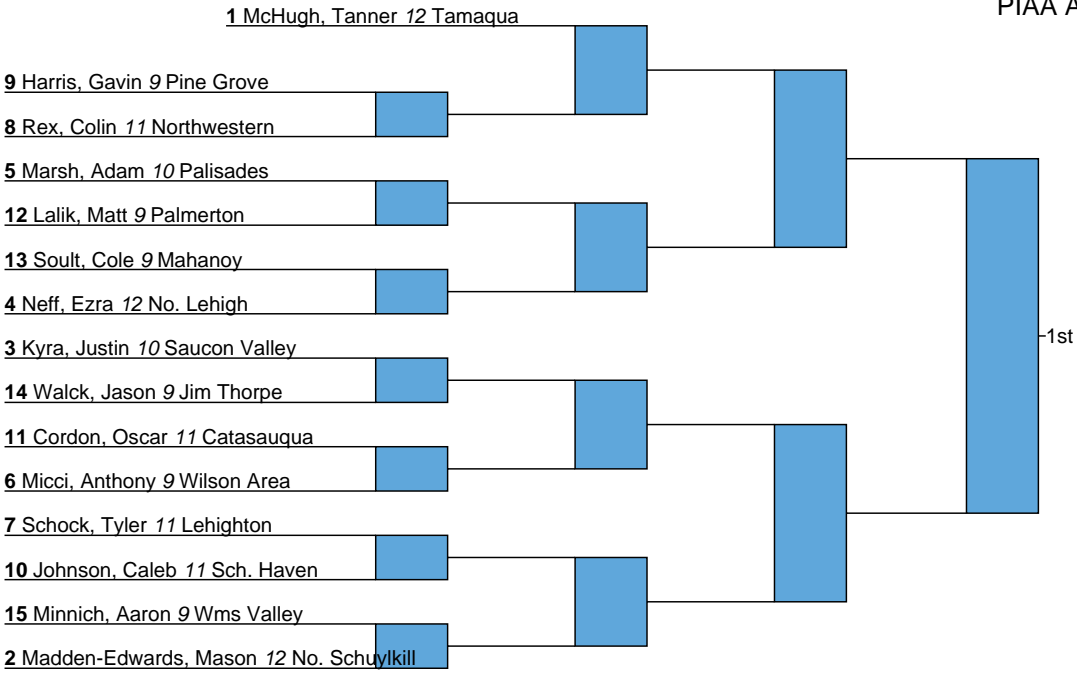 PIAA A
1 McHugh, Tanner 12 Tamaqua
9 Harris, Gavin 9 Pine Grove
8 Rex, Colin 11 Northwestern
5 Marsh, Adam 10 Palisades
12 Lalik, Matt 9 Palmerton
13 Soult, Cole 9 Mahanoy
4 Neff, Ezra 12 No. Lehigh
1st
3 Kyra, Justin 10 Saucon Valley
14 Walck, Jason 9 Jim Thorpe
11 Cordon, Oscar 11 Catasauqua
6 Micci, Anthony 9 Wilson Area
7 Schock, Tyler 11 Lehighton
10 Johnson, Caleb 11 Sch. Haven
15 Minnich, Aaron 9 Wms Valley
2 Madden-Edwards, Mason 12 No. Schuylkill